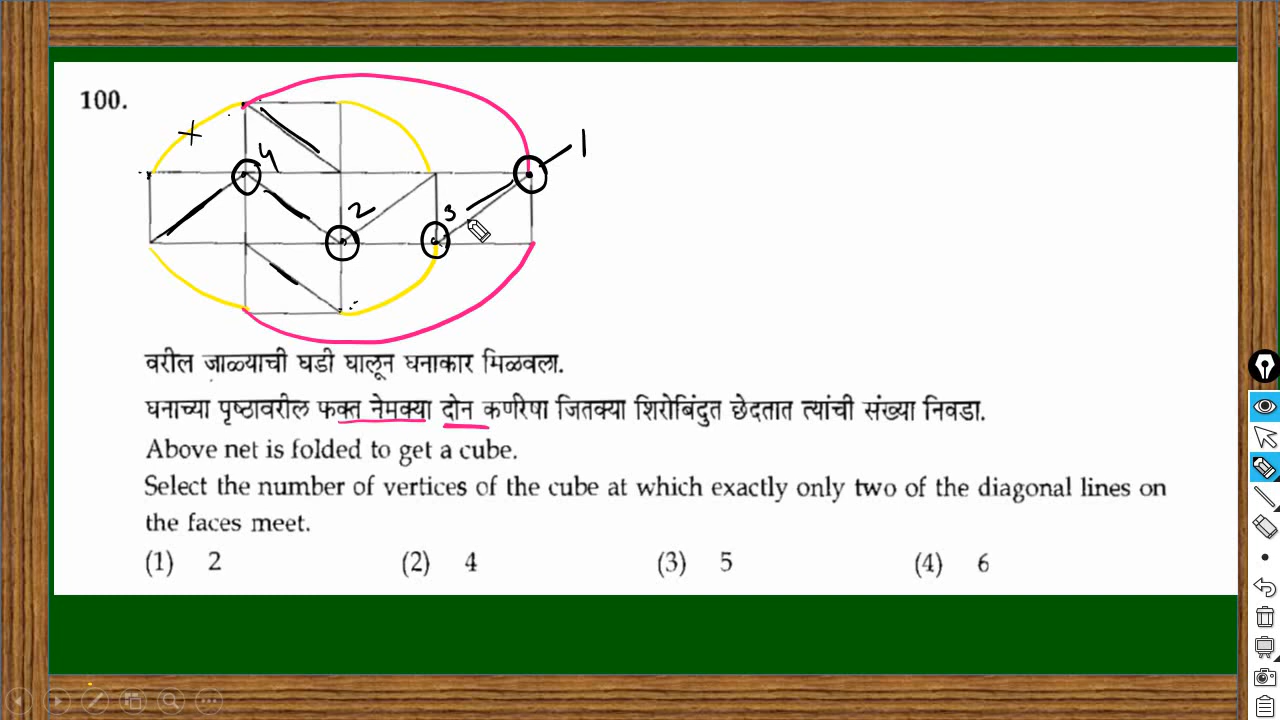 100.
4
1
2
3
वरील जाळ्याची घडी घालून घनाकार मिळवला.
घनाच्या पृष्ठावरील फक्त नेमक्या दोन कर्णरेषा जितक्या शिरोबिंदुत छेदतात त्यांची संख्या निवडा.
Above net is folded to get a cube.
Select the number of vertices of the cube at which exactly only two of the diagonal lines on
the faces meet.
(1) 2 (2) 4 (3) 5 (4) 6